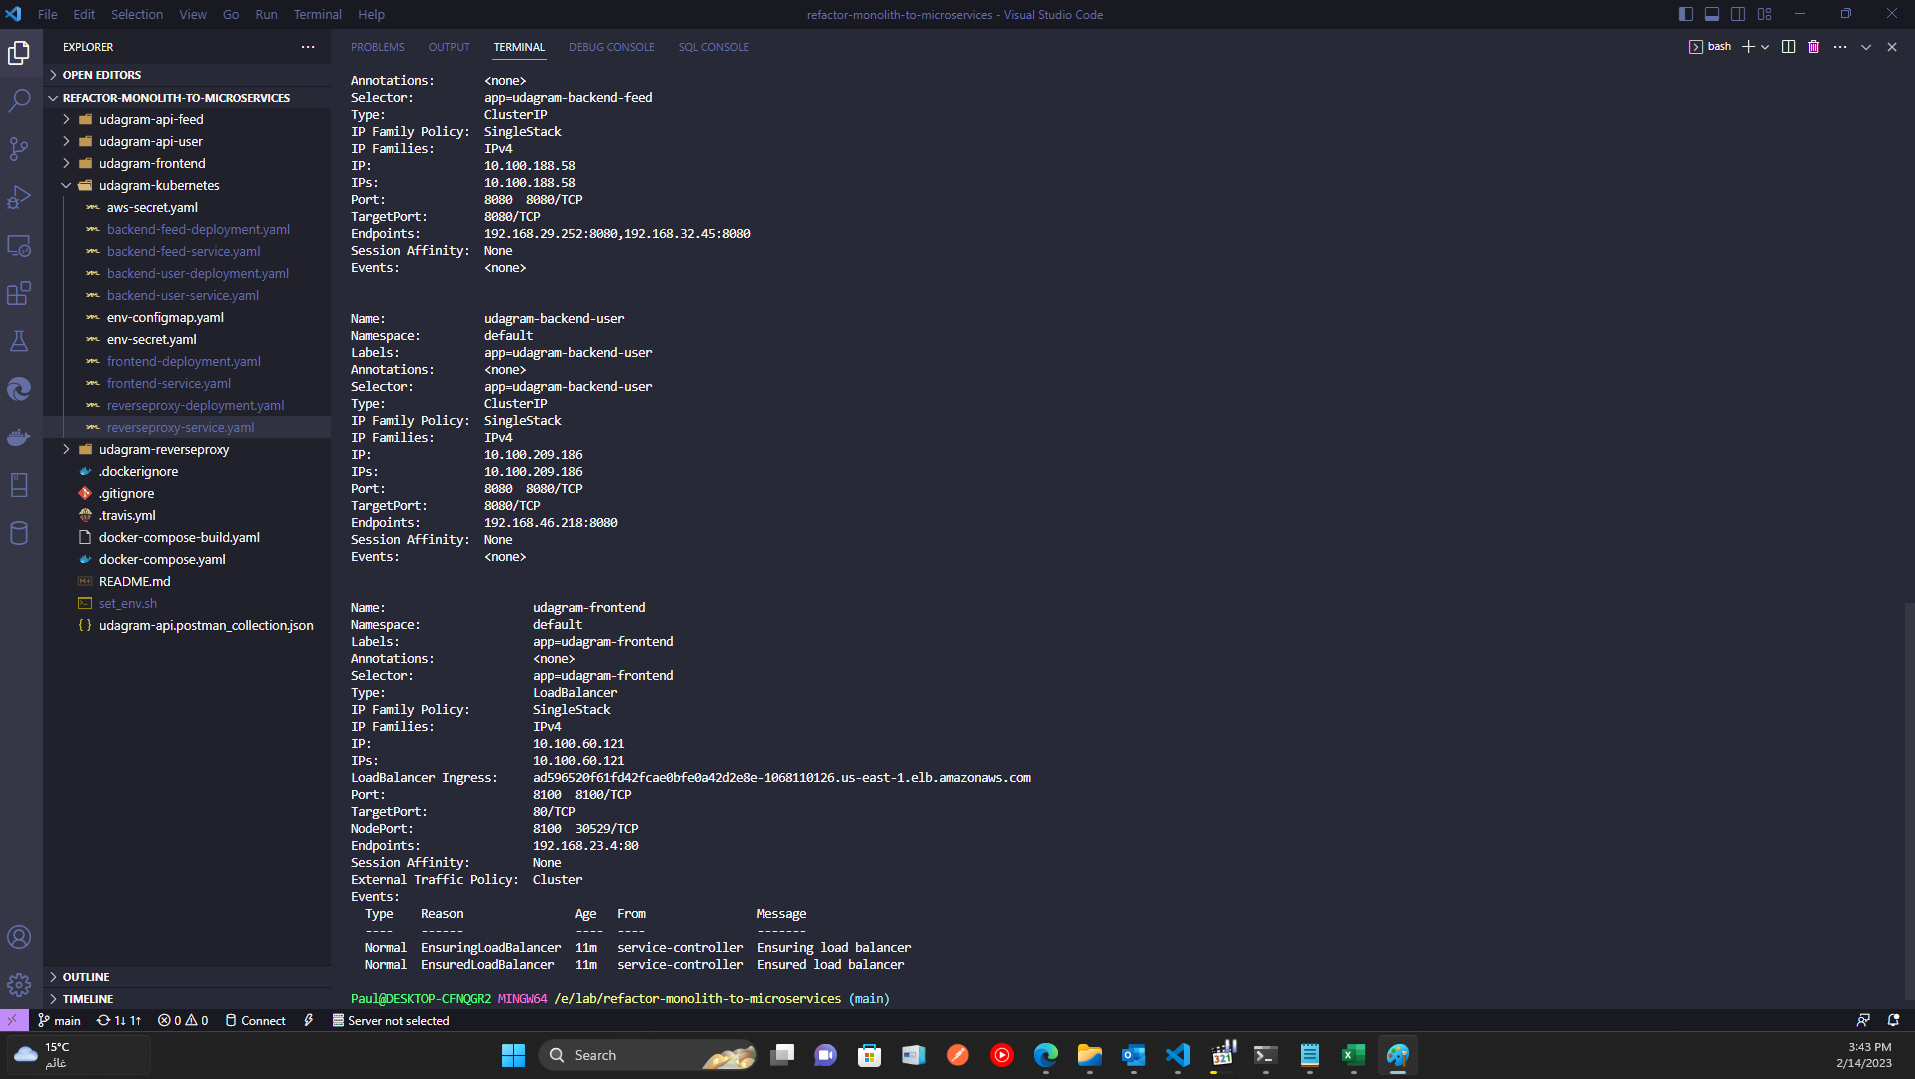 File Edit Selection View Go Run Terminal Help
refactor-monolith-to-microservices - Visual Studio Code
EXPLORER
OPEN EDITORS
REFACTOR-MONOLITH-TO-MICROSERVICES
udagram-api-feed
udagram-api-user
udagram-frontend
udagram-kubernetes
aws-secret.yaml
backend-feed-deployment.yaml
backend-feed-service.yaml
backend-user-deployment.yaml
backend-user-service.yaml
env-configmap.yaml
env-secret.yaml
frontend-deployment.yaml
frontend-service.yaml
reverseproxy-deployment.yaml
reverseproxy-service.yaml
udagram-reverseproxy
.dockerignore
.gitignore
.travis.yml
docker-compose-build.yaml
docker-compose.yaml
README.md
set_env.sh
udagram-api.postman_collection.json
OUTLINE
TIMELINE
PROBLEMS OUTPUT TERMINAL DEBUG CONSOLE SQL CONSOLE
bash
Annotations: <none>
Selector: app=udagram-backend-feed
Type: ClusterIP
IP Family Policy: SingleStack
IP Families: IPv4
IP: 10.100.188.58
IPs: 10.100.188.58
Port: 8080 8080/TCP
TargetPort: 8080/TCP
Endpoints: 192.168.29.252:8080,192.168.32.45:8080
Session Affinity: None
Events: <none>
Name: udagram-backend-user
Namespace: default
Labels: app=udagram-backend-user
Annotations: <none>
Selector: app=udagram-backend-user
Type: ClusterIP
IP Family Policy: SingleStack
IP Families: IPv4
IP: 10.100.209.186
IPs: 10.100.209.186
Port: 8080 8080/TCP
TargetPort: 8080/TCP
Endpoints: 192.168.46.218:8080
Session Affinity: None
Events: <none>
Name: udagram-frontend
Namespace: default
Labels: app=udagram-frontend
Annotations: <none>
Selector: app=udagram-frontend
Type: LoadBalancer
IP Family Policy: SingleStack
IP Families: IPv4
IP: 10.100.60.121
IPs: 10.100.60.121
LoadBalancer Ingress: ad596520f61fd42fcae0bfe0a42d2e8e-1068110126.us-east-1.elb.amazonaws.com
Port: 8100 8100/TCP
TargetPort: 80/TCP
NodePort: 8100 30529/TCP
Endpoints: 192.168.23.4:80
Session Affinity: None
External Traffic Policy: Cluster
Events:
Type Reason Age From Message
---- ------ ---- ---- -------
Normal EnsuringLoadBalancer 11m service-controller Ensuring load balancer
Normal EnsuredLoadBalancer 11m service-controller Ensured load balancer
Paul@DESKTOP-CFNQGR2 MINGW64 /e/lab/refactor-monolith-to-microservices (main)
main 1↓ 1↑ 0 0 Connect Server not selected
15°C
غائم
Search
321
3:43 PM
2/14/2023